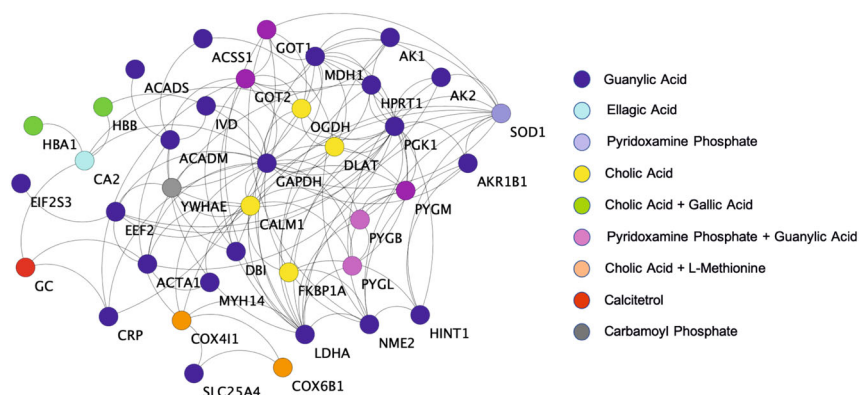 GOT1
ACSS1
AK1
MDH1
ACADS
GOT2
HPRT1
AK2
HBB
IVD
OGDH
SOD1
HBA1
PGK1
ACADM
DLAT
CA2
GAPDH
AKR1B1
EIF2S3
YWHAE
PYGM
EEF2
CALM1
PYGB
GC
ACTA1
DBI
PYGL
MYH14
FKBP1A
CRP
COX4I1
LDHA
NME2
HINT1
SLC25A4
COX6B1
Guanylic Acid
Ellagic Acid
Pyridoxamine Phosphate
Cholic Acid
Cholic Acid + Gallic Acid
Pyridoxamine Phosphate + Guanylic Acid
Cholic Acid + L-Methionine
Calcitetrol
Carbamoyl Phosphate